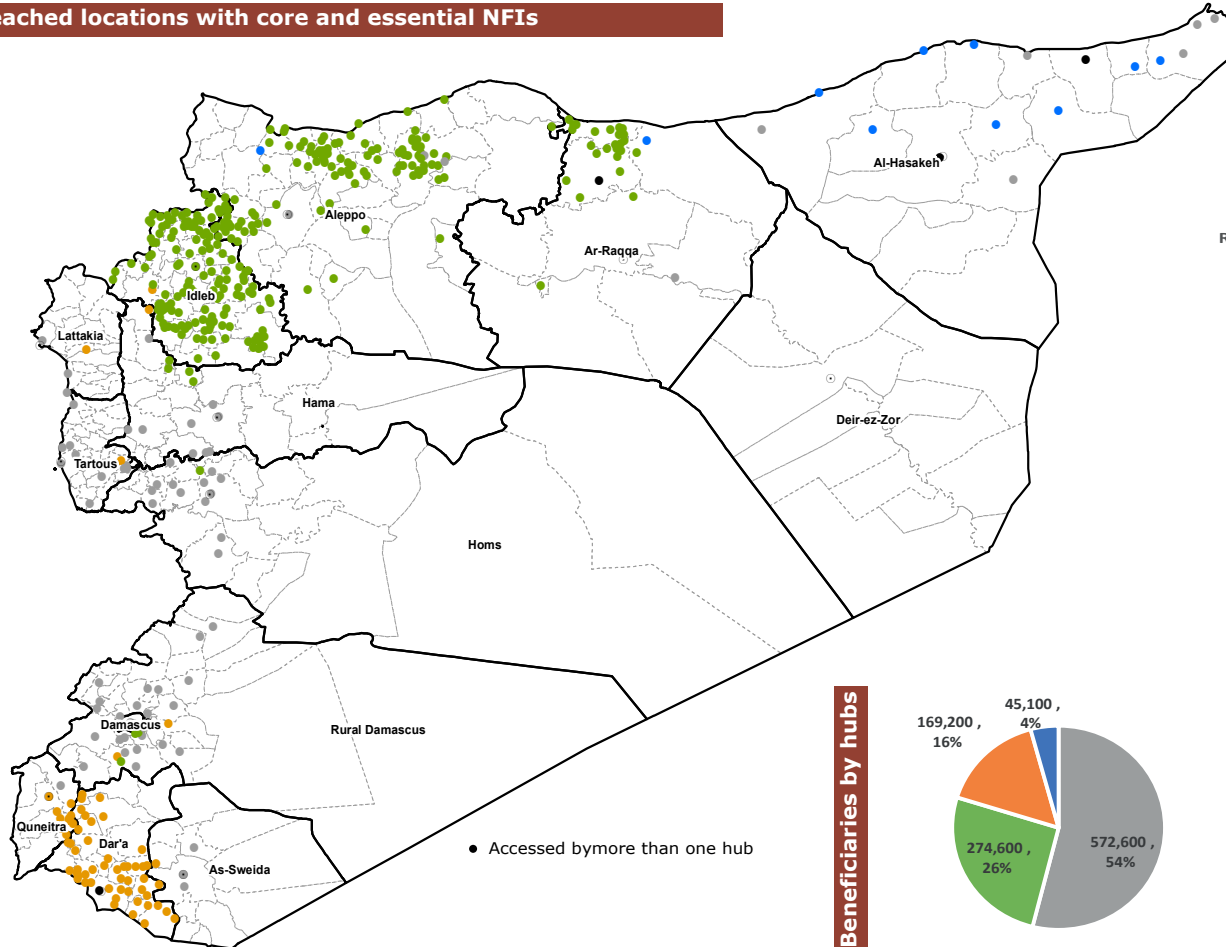 eached locations with core and essential NFIs
Al-Hasakeh
Aleppo
R
Ar-Raqqa
Idleb
Lattakia
Hama
Deir-ez-Zor
Tartous
Homs
Damascus
Rural Damascus
Quneitra
Dar'a
As-Sweida
Accessed bymore than one hub
Beneficiaries by hubs
45,100 ,
4%
169,200 ,
16%
274,600 ,
26%
572,600 ,
54%